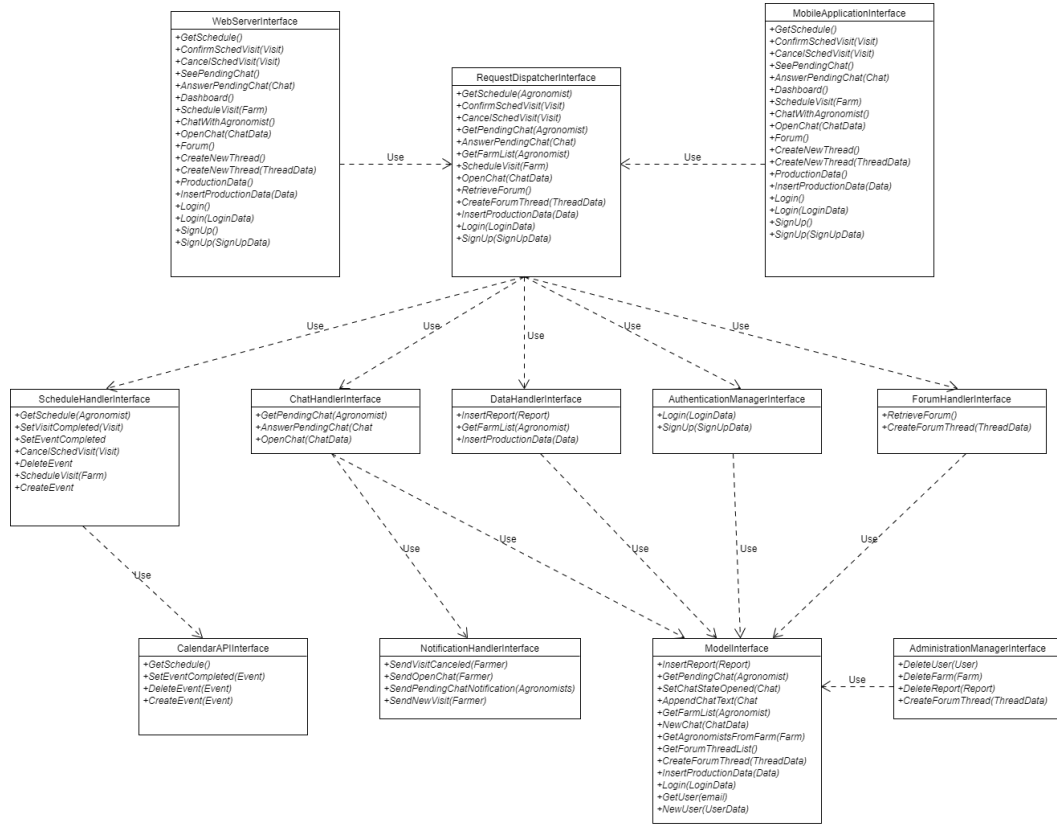 WebServerInterface
+GetSchedule()
+ConfirmSchedVisit(Visit)
+CancelSchedVisit(Visit)
+SeePendingChat()
+AnswerPendingChat(Chat)
+Dashboard()
+ScheduleVisit(Farm)
+ChatWithAgronomist()
+OpenChat(ChatData)
+Forum()
+CreateNewThread()
+CreateNewThread(ThreadData)
+ProductionData()
+InsertProductionData(Data)
+Login()
+Login(LoginData)
+SignUp()
+SignUp(SignUpData)
Use
RequestDispatcherInterface
+GetSchedule(Agronomist)
+ConfirmSchedVisit(Visit)
+CancelSchedVisit(Visit)
+GetPendingChat(Agronomist)
+AnswerPendingChat(Chat)
+GetFarmList(Agronomist)
+ScheduleVisit(Farm)
+OpenChat(ChatData)
+RetrieveForum()
+CreateForumThread(ThreadData)
+InsertProductionData(Data)
+Login(LoginData)
+SignUp(SignUpData)
Use
MobileApplicationInterface
+GetSchedule()
+ConfirmSchedVisit(Visit)
+CancelSchedVisit(Visit)
+SeePendingChat()
+AnswerPendingChat(Chat)
+Dashboard()
+ScheduleVisit(Farm)
+ChatWithAgronomist()
+OpenChat(ChatData)
+Forum()
+CreateNewThread()
+CreateNewThread(ThreadData)
+ProductionData()
+InsertProductionData(Data)
+Login()
+Login(LoginData)
+SignUp()
+SignUp(SignUpData)
Use
Use
Use
Use
Use
ScheduleHandlerInterface
+GetSchedule(Agronomist)
+SetVisitCompleted(Visit)
+SetEventCompleted
+CancelSchedVisit(Visit)
+DeleteEvent
+ScheduleVisit(Farm)
+CreateEvent
ChatHandlerInterface
+GetPendingChat(Agronomist)
+AnswerPendingChat(Chat
+OpenChat(ChatData)
DataHandlerInterface
+InsertReport(Report)
+GetFarmList(Agronomist)
+InsertProductionData(Data)
AuthenticationManagerInterface
+Login(LoginData)
+SignUp(SignUpData)
ForumHandlerInterface
+RetrieveForum()
+CreateForumThread(ThreadData)
Use
Use
Use
Use
Use
Use
CalendarAPIInterface
+GetSchedule()
+SetEventCompleted(Event)
+DeleteEvent(Event)
+CreateEvent(Event)
NotificationHandlerInterface
+SendVisitCanceled(Farmer)
+SendOpenChat(Farmer)
+SendPendingChatNotification(Agronomists)
+SendNewVisit(Farmer)
ModelInterface
+InsertReport(Report)
+GetPendingChat(Agronomist)
+SetChatStateOpened(Chat)
+AppendChatText(Chat
+GetFarmList(Agronomist)
+NewChat(ChatData)
+GetAgronomistsFromFarm(Farm)
+GetForumThreadList()
+CreateForumThread(ThreadData)
+InsertProductionData(Data)
+Login(LoginData)
+GetUser(email)
+NewUser(UserData)
Use
AdministrationManagerInterface
+DeleteUser(User)
+DeleteFarm(Farm)
+DeleteReport(Report)
+CreateForumThread(ThreadData)